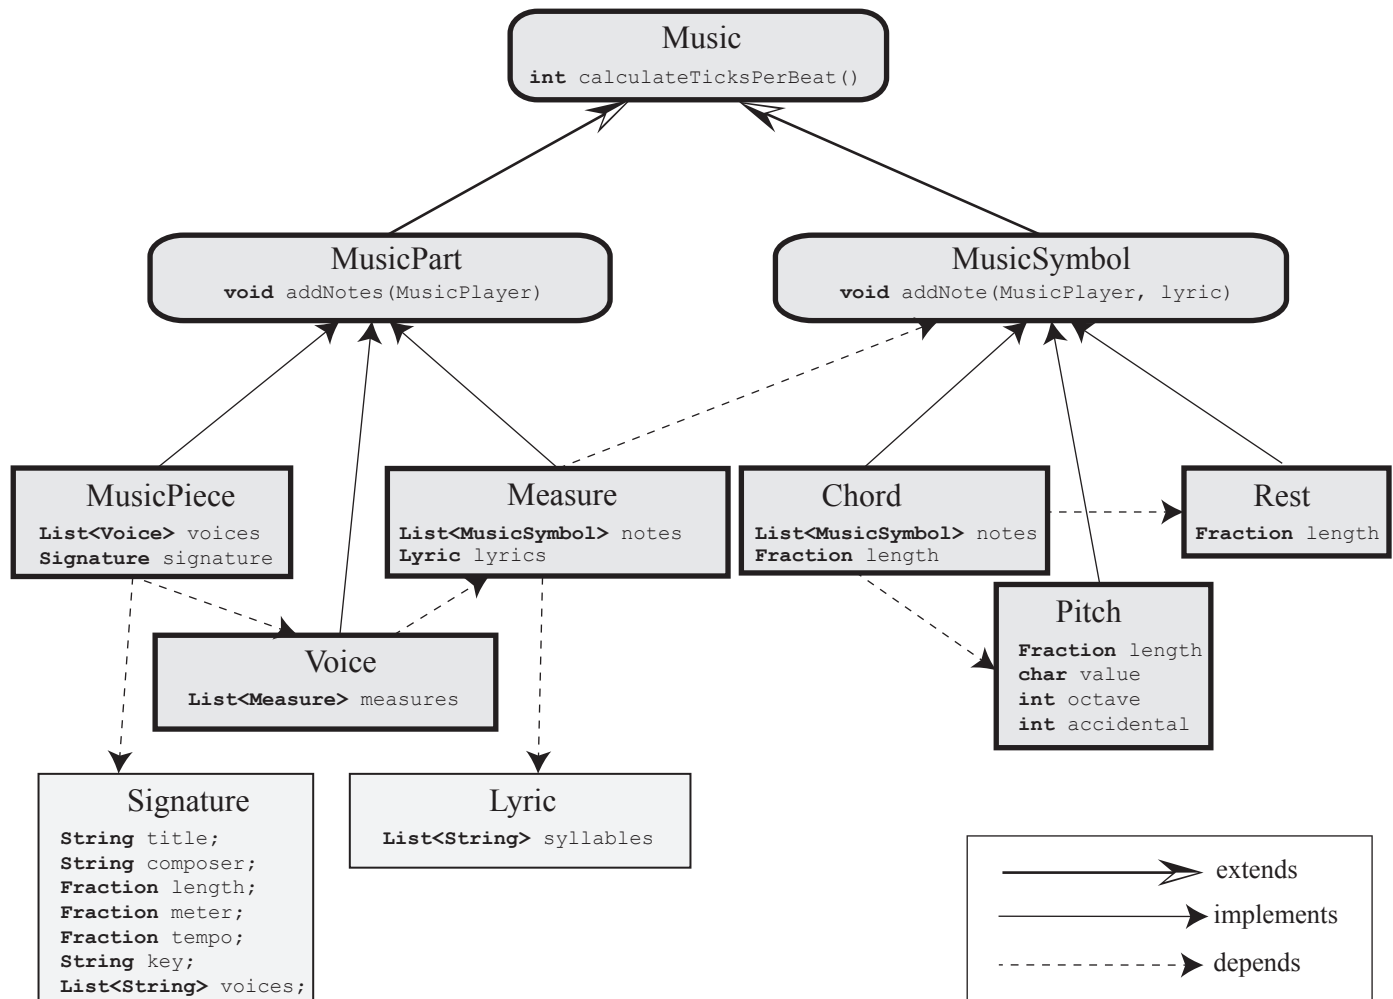 Music
int calculateTicksPerBeat()
MusicPart
void addNotes(MusicPlayer)
MusicSymbol
void addNote(MusicPlayer, lyric)
MusicPiece
List<Voice> voices
Signature signature
Measure
List<MusicSymbol> notes
Lyric lyrics
Chord
List<MusicSymbol> notes
Fraction length
Rest
Fraction length
Pitch
Fraction length
char value
int octave
int accidental
Voice
List<Measure> measures
Signature
String title;
String composer;
Fraction length;
Fraction meter;
Fraction tempo;
String key;
List<String> voices;
Lyric
List<String> syllables
extends
implements
depends